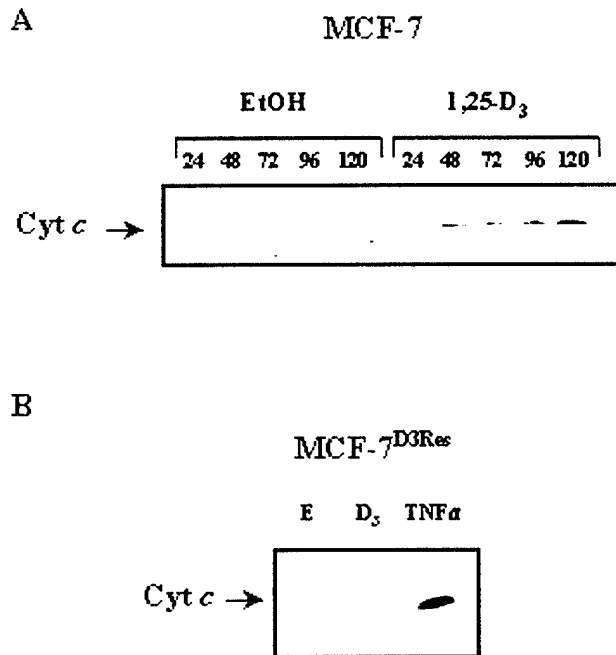 A
MCF-7
EtOH 1,25-D₃
24 48 72 96 120 24 48 72 96 120
Cyt c →
B
MCF-7ᴰ³ᴿᵉˢ
E D₃ TNFα
Cyt c →